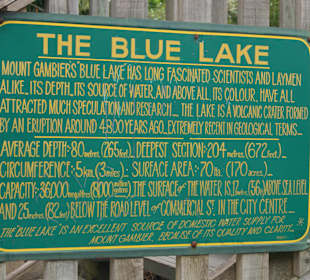 THE BLUE LAKE
MOUNT GAMBIER'S 'BLUE LAKE' HAS LONG FASCINATED SCIENTISTS AND LAYMEN
ALIKE.. ITS DEPTH, ITS SOURCE OF WATER, AND ABOVE ALL, ITS COLOUR, HAVE ALL
ATTRACTED MUCH SPECULATION AND RESEARCH.... THE LAKE IS A VOLCANIC CRATER FORMED
BY AN ERUPTION AROUND 4,800 YEARS AGO.. EXTREMELY RECENT IN GEOLOGICAL TERMS....
AVERAGE DEPTH:-80 metres, (265 feet).. DEEPEST SECTION:-204 metres (672 feet)..
CIRCUMFERENCE:-5 km. (3 miles).. SURFACE AREA:-70 Ha. (170 acres)..
CAPACITY:-36,000 megalitres (8000 million gallons) THE SURFACE OF THE WATER IS 17 metres (56') ABOVE SEA LEVEL
AND 25 metres (82 feet) BELOW THE ROAD LEVEL OF COMMERCIAL ST. IN THE CITY CENTRE....
'THE BLUE LAKE' IS AN EXCELLENT SOURCE OF DOMESTIC WATER SUPPLY FOR
MOUNT GAMBIER, BECAUSE OF ITS QUALITY AND CLARITY....